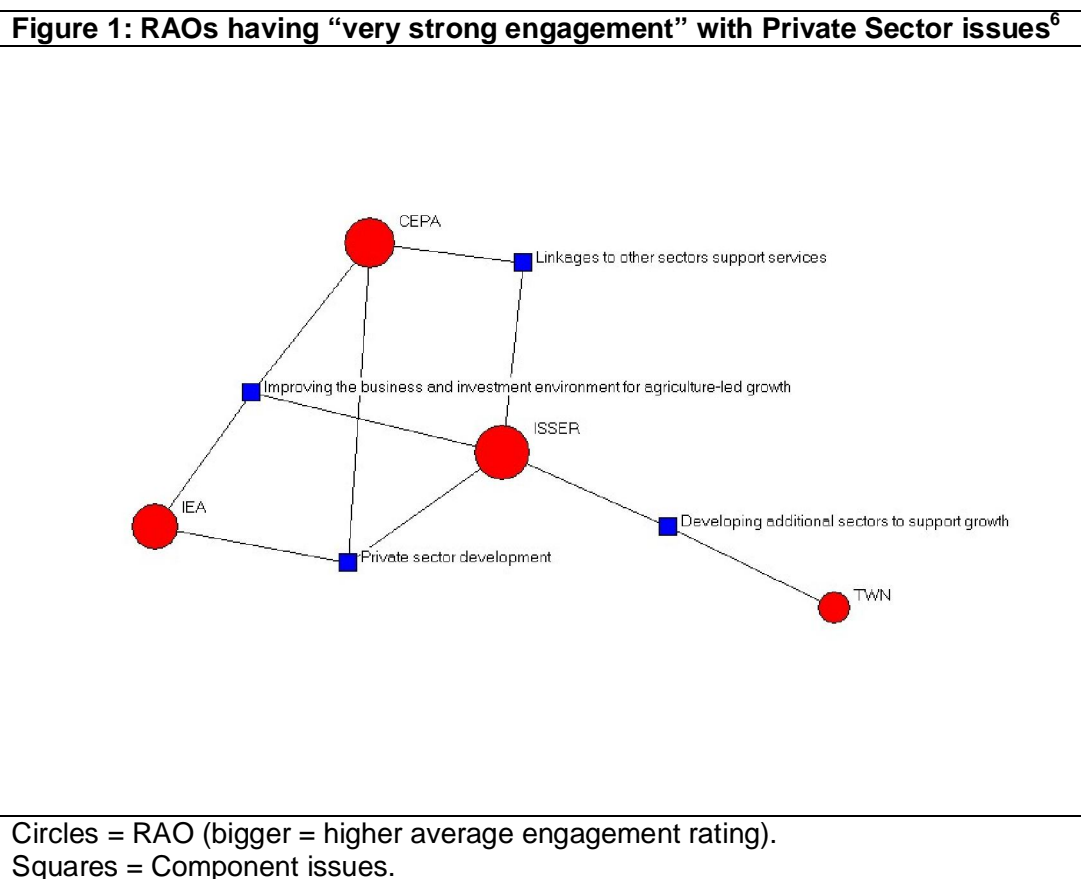 Figure 1: RAOs having “very strong engagement” with Private Sector issues6
CEPA
Linkages to other sectors support services
Improving the business and investment environment for agriculture-led growth
ISSER
IEA
Developing additional sectors to support growth
Private sector development
TWN
Circles = RAO (bigger = higher average engagement rating).
Squares = Component issues.